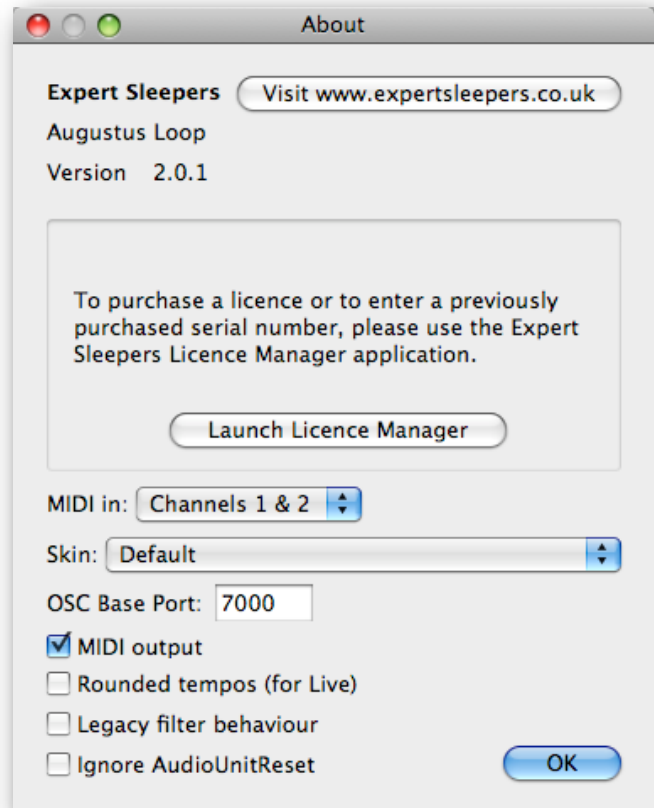 About
Expert Sleepers Visit www.expertsleepers.co.uk
Augustus Loop
Version 2.0.1
To purchase a licence or to enter a previously
purchased serial number, please use the Expert
Sleepers Licence Manager application.
Launch Licence Manager
MIDI in: Channels 1 & 2
Skin: Default
OSC Base Port: 7000
MIDI output
Rounded tempos (for Live)
Legacy filter behaviour
Ignore AudioUnitReset OK